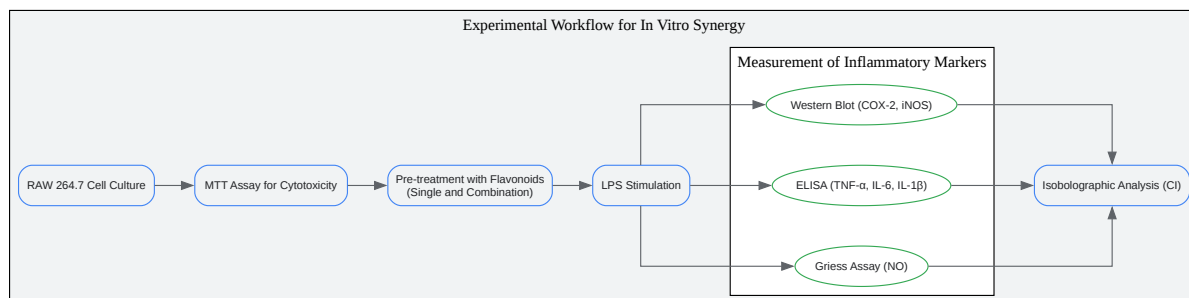 Experimental Workflow for In Vitro Synergy
Measurement of Inflammatory Markers
Western Blot (COX-2, iNOS)
RAW 264.7 Cell Culture
MTT Assay for Cytotoxicity
Pre-treatment with Flavonoids
(Single and Combination)
LPS Stimulation
ELISA (TNF-α, IL-6, IL-1β)
Isobolographic Analysis (CI)
Griess Assay (NO)